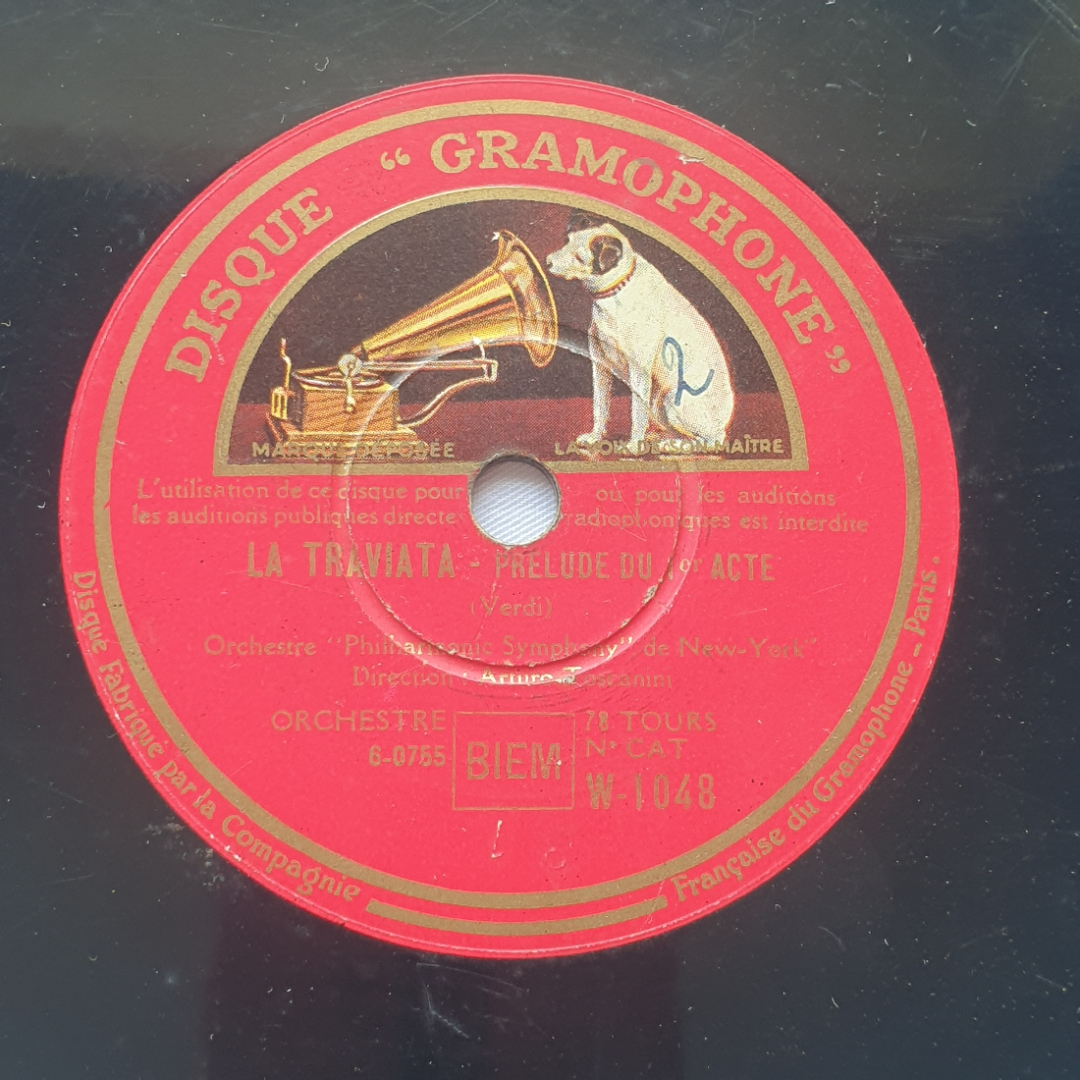 DISQUE “GRAMOPHONE”
2
MARQUE DÉPOSÉE LA VOIX DE SON MAÎTRE
L'utilisation de ce disque pour ou pour les auditions
les auditions publiques directe radiophoniques est interdite
LA TRAVIATA - PRÉLUDE DU 1er ACTE
(Verdi)
Orchestre "Philharmonic Symphony" de New-York"
Direction : Arturo Toscanini
ORCHESTRE 78 TOURS
6-0755 BIEM No CAT
W-1048
Disque Fabriqué par la Compagnie Française du Gramophone - Paris.